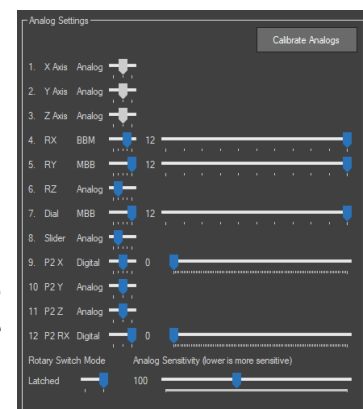 Analog Settings
Calibrate Analogs
1. X Axis Analog
2. Y Axis Analog
3. Z Axis Analog
4. RX BBM 12
5. RY MBB 12
6. RZ Analog
7. Dial MBB 12
8. Slider Analog
9. P2 X Digital 0
10 P2 Y Analog
11 P2 Z Analog
12 P2 RX Digital 0
Rotary Switch Mode Analog Sensitivity (lower is more sensitive)
Latched 100